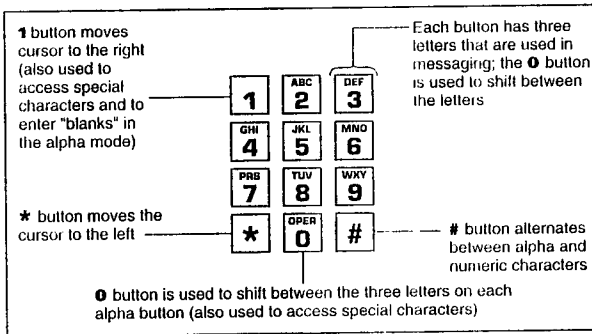 1 button moves
cursor to the right
(also used to
access special
characters and to
enter "blanks" in
the alpha mode)
Each button has three
letters that are used in
messaging; the 0 button
is used to shift between
the letters
1
ABC
2
DEF
3
GHI
4
JKL
5
MNO
6
PRS
7
TUV
8
WXY
9
*
OPER
0
#
* button moves the
cursor to the left
# button alternates
between alpha and
numeric characters
0 button is used to shift between the three letters on each
alpha button (also used to access special characters)